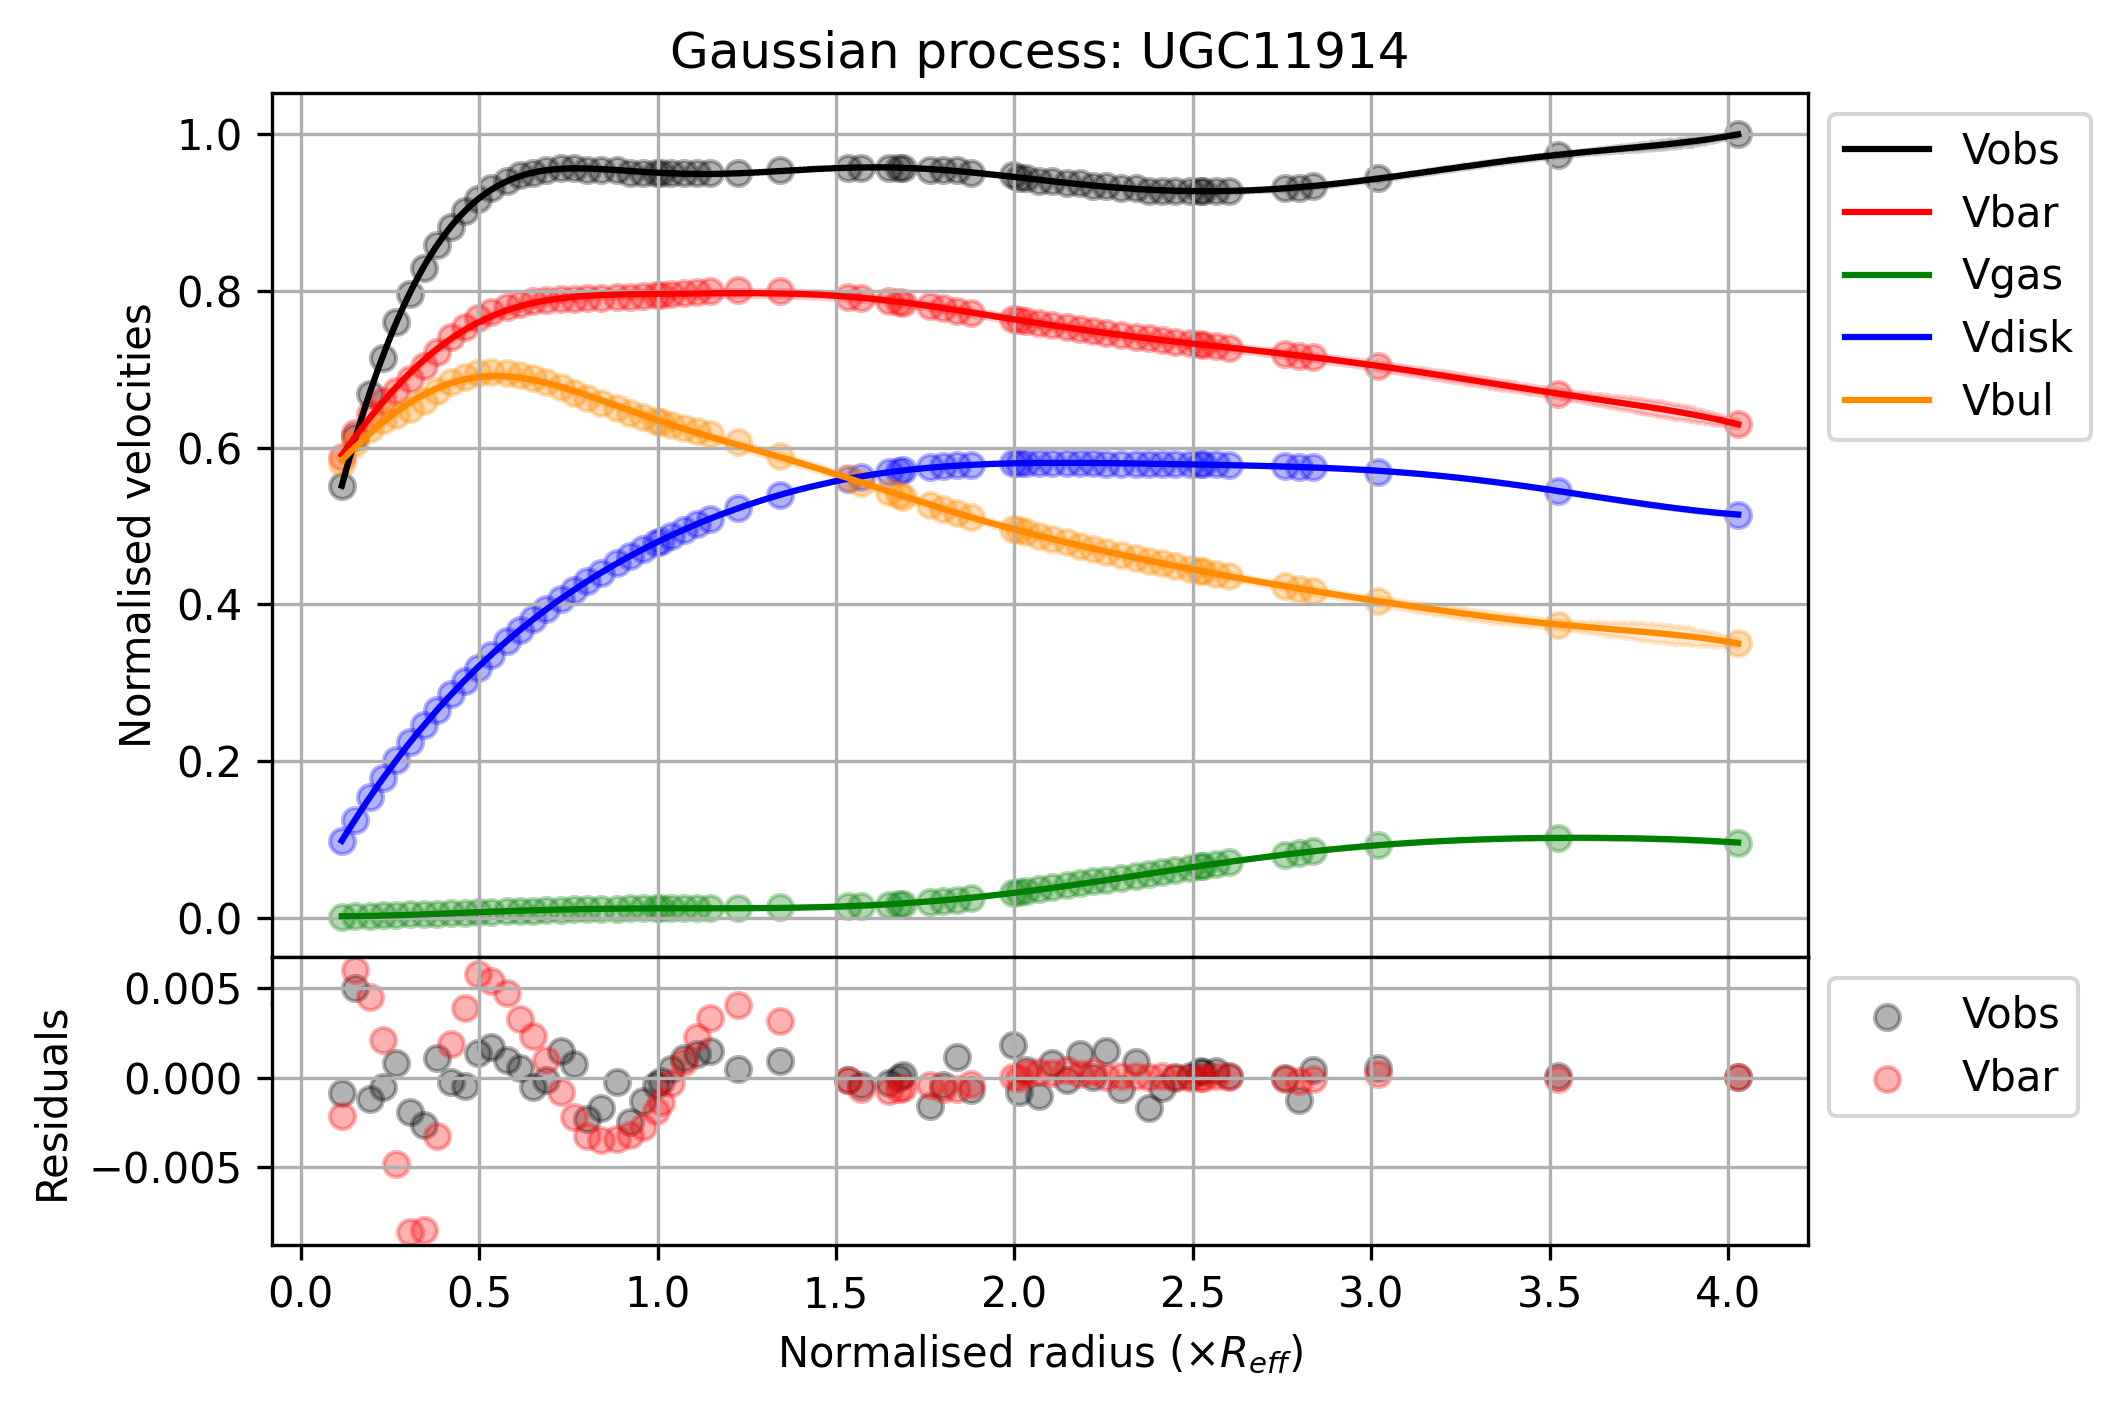 Gaussian process: UGC11914
Normalised velocities
1.0
0.8
0.6
0.4
0.2
0.0
Vobs
Vbar
Vgas
Vdisk
Vbul
Residuals
0.005
0.000
−0.005
Vobs
Vbar
0.0 0.5 1.0 1.5 2.0 2.5 3.0 3.5 4.0
Normalised radius (×R_eff)